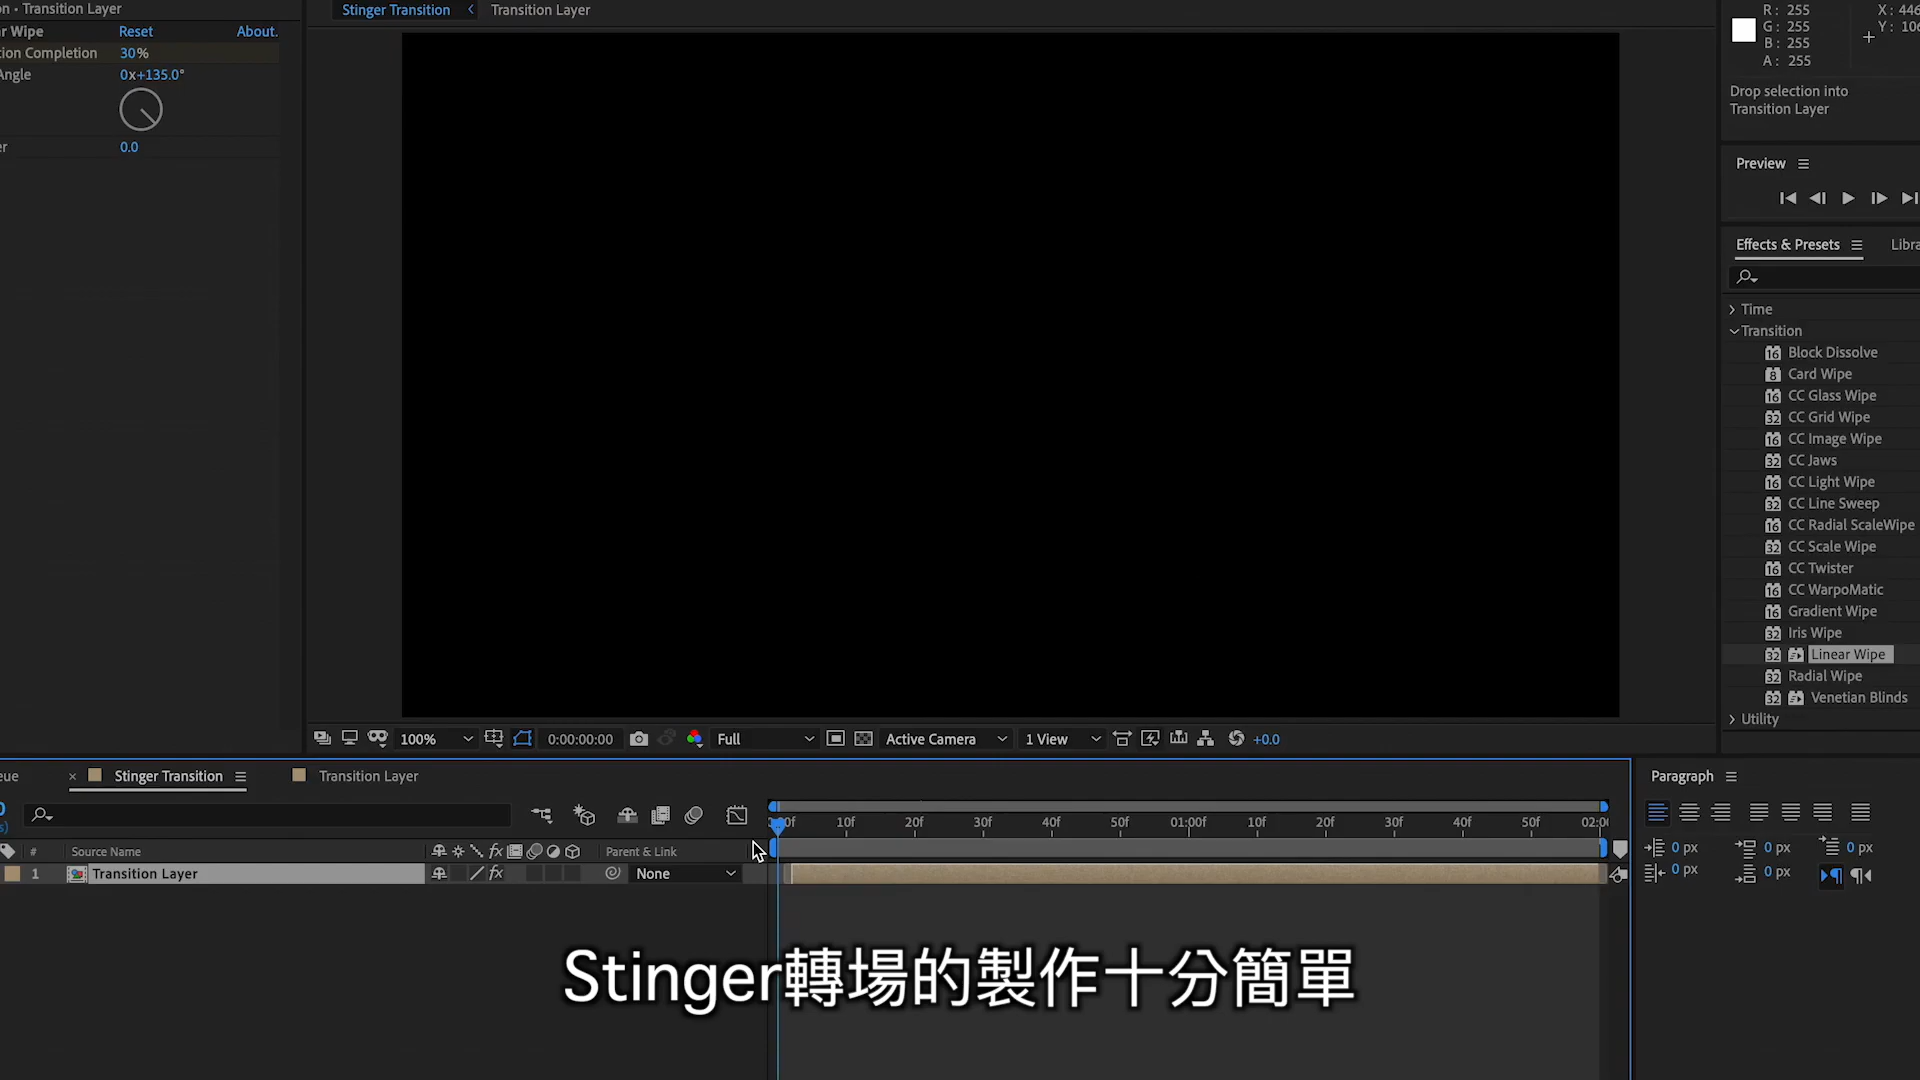 Transition Layer
Stinger Transition
Transition Layer
Wipe
Reset
About.
Completion
30%
Angle
0x+135.0°
0.0
R: 255
G: 255
B: 255
A: 255
X: 446
Y: 106
Drop selection into
Transition Layer
Preview
Effects & Presets
Time
Transition
Block Dissolve
Card Wipe
CC Glass Wipe
CC Grid Wipe
CC Image Wipe
CC Jaws
CC Light Wipe
CC Line Sweep
CC Radial ScaleWipe
CC Scale Wipe
CC Twister
CC WarpoMatic
Gradient Wipe
Iris Wipe
Linear Wipe
Radial Wipe
Venetian Blinds
Utility
100%
0:00:00:00
Full
Active Camera
1 View
+0.0
Stinger Transition
Transition Layer
10f 20f 30f 40f 50f 01:00f 10f 20f 30f 40f 50f
# Source Name
Parent & Link
1 Transition Layer
None
Paragraph
0 px 0 px 0 px
0 px 0 px
Stinger轉場的製作十分簡單